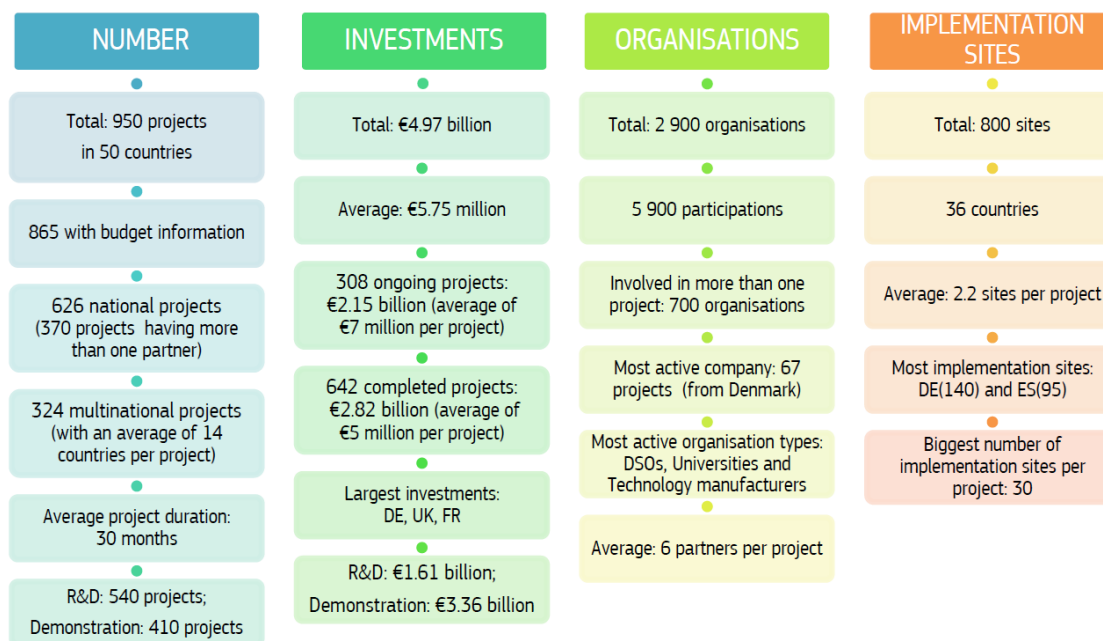 NUMBER
Total: 950 projects
in 50 countries
865 with budget information
626 national projects
(370 projects having more
than one partner)
324 multinational projects
(with an average of 14
countries per project)
Average project duration:
30 months
R&D: 540 projects;
Demonstration: 410 projects
INVESTMENTS
Total: €4.97 billion
Average: €5.75 million
308 ongoing projects:
€2.15 billion (average of
€7 million per project)
642 completed projects:
€2.82 billion (average of
€5 million per project)
Largest investments:
DE, UK, FR
R&D: €1.61 billion;
Demonstration: €3.36 billion
ORGANISATIONS
Total: 2 900 organisations
5 900 participations
Involved in more than one
project: 700 organisations
Most active company: 67
projects (from Denmark)
Most active organisation types:
DSOs, Universities and
Technology manufacturers
Average: 6 partners per project
IMPLEMENTATION
SITES
Total: 800 sites
36 countries
Average: 2.2 sites per project
Most implementation sites:
DE(140) and ES(95)
Biggest number of
implementation sites per
project: 30